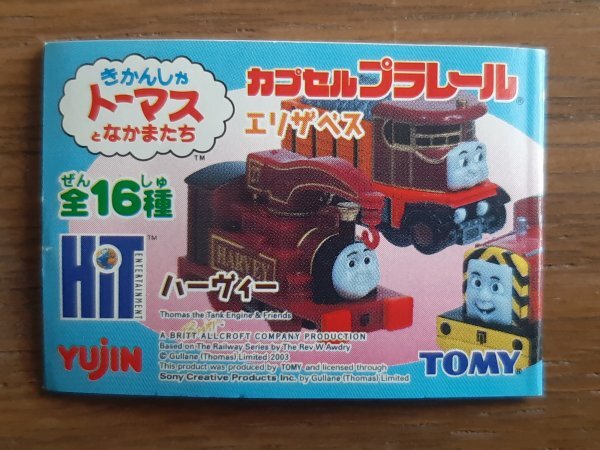 きかんしゃ
トーマス
となかまたち
TM
カプセルプラレール®
エリザベス
ぜん しゅ
全16種
HiT
ENTERTAINMENT
TM
HARVEY
ハーヴィー
Thomas the Tank Engine & Friends
A BRITT ALLCROFT COMPANY PRODUCTION
Based on The Railway Series by The Rev W Awdry
© Gullane (Thomas) Limited 2003
This product was produced by TOMY and licensed through
Sony Creative Products Inc. by Gullane (Thomas) Limited
YUJIN
TOMY